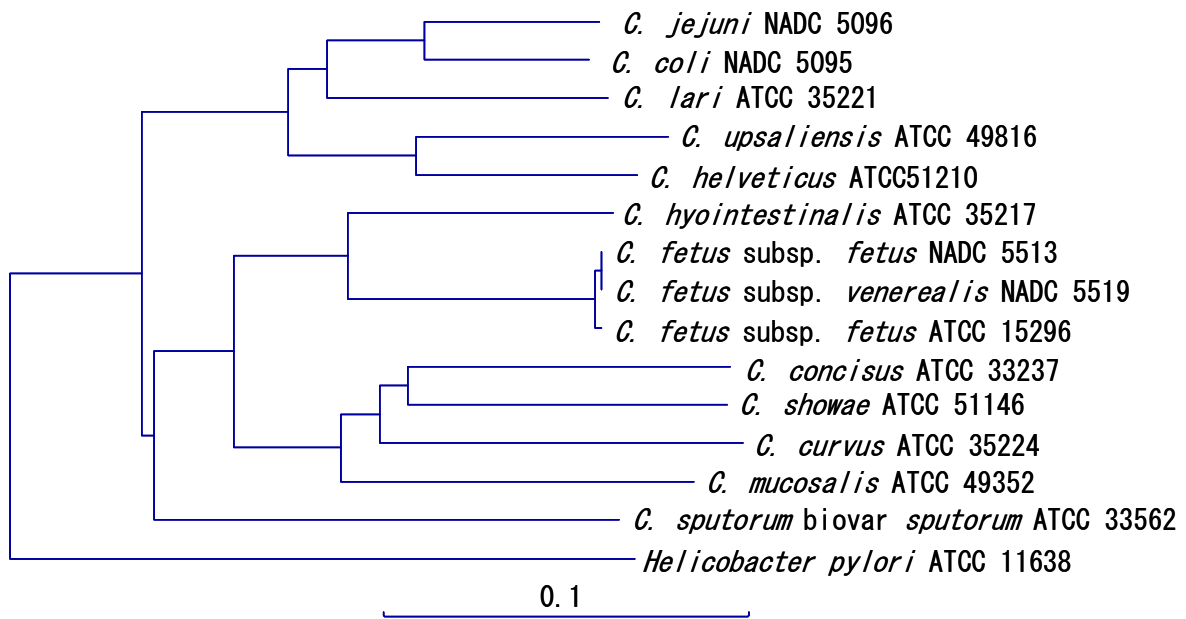 C. jejuni NADC 5096
C. coli NADC 5095
C. lari ATCC 35221
C. upsaliensis ATCC 49816
C. helveticus ATCC51210
C. hyointestinalis ATCC 35217
C. fetus subsp. fetus NADC 5513
C. fetus subsp. venerealis NADC 5519
C. fetus subsp. fetus ATCC 15296
C. concisus ATCC 33237
C. showae ATCC 51146
C. curvus ATCC 35224
C. mucosalis ATCC 49352
C. sputorum biovar sputorum ATCC 33562
Helicobacter pylori ATCC 11638
0.1